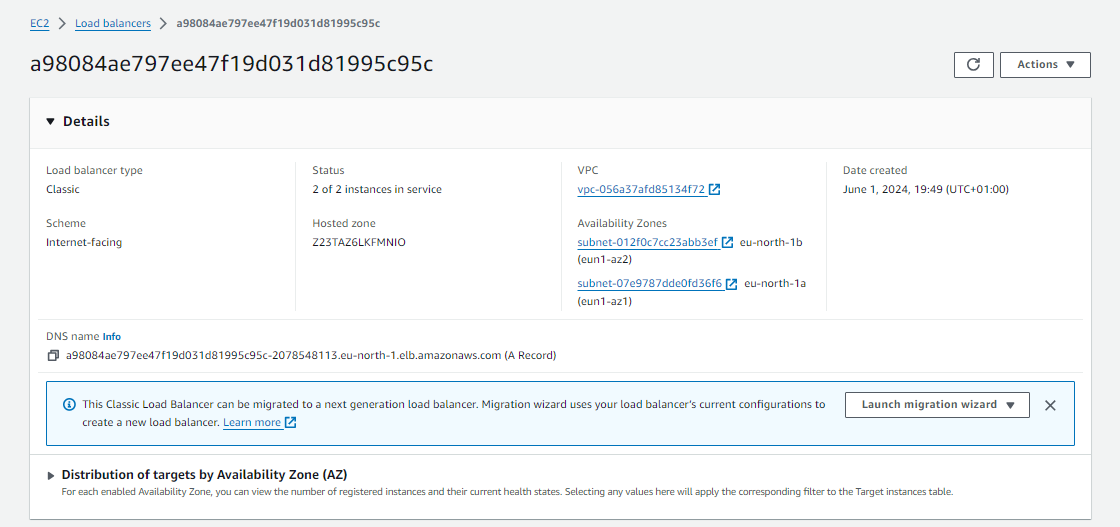 EC2 > Load balancers > a98084ae797ee47f19d031d81995c95c
a98084ae797ee47f19d031d81995c95c
Actions
Details
Load balancer type
Classic
Status
2 of 2 instances in service
VPC
vpc-056a37afd85134f72
Date created
June 1, 2024, 19:49 (UTC+01:00)
Scheme
Internet-facing
Hosted zone
Z23TAZ6LKFMNIO
Availability Zones
subnet-012f0c7cc23abb3ef eu-north-1b
(eun1-az2)
subnet-07e9787dde0fd36f6 eu-north-1a
(eun1-az1)
DNS name Info
a98084ae797ee47f19d031d81995c95c-2078548113.eu-north-1.elb.amazonaws.com (A Record)
This Classic Load Balancer can be migrated to a next generation load balancer. Migration wizard uses your load balancer's current configurations to
create a new load balancer. Learn more
Launch migration wizard
Distribution of targets by Availability Zone (AZ)
For each enabled Availability Zone, you can view the number of registered instances and their current health states. Selecting any values here will apply the corresponding filter to the Target instances table.